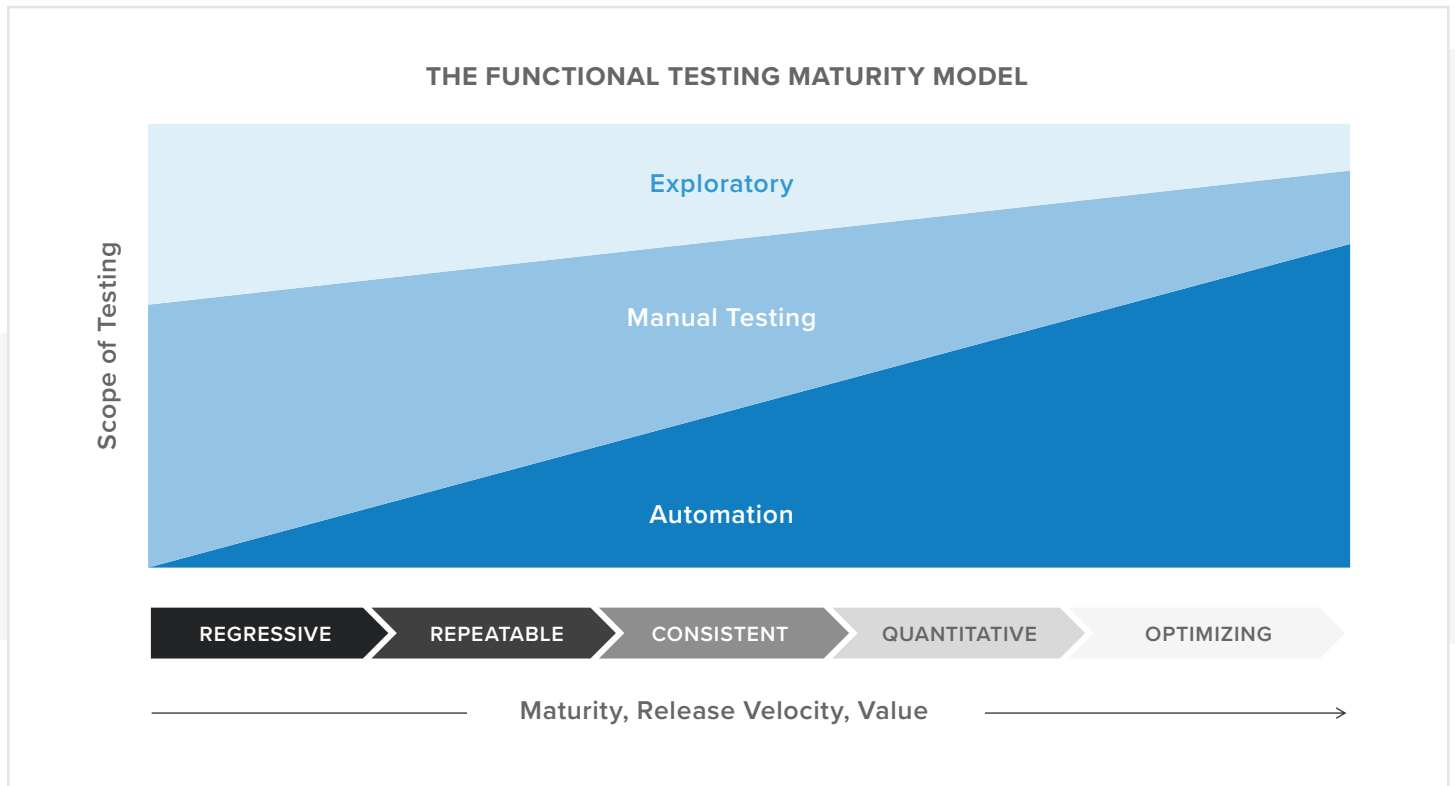 THE FUNCTIONAL TESTING MATURITY MODEL
Scope of Testing
Exploratory
Manual Testing
Automation
REGRESSIVE
REPEATABLE
CONSISTENT
QUANTITATIVE
OPTIMIZING
Maturity, Release Velocity, Value